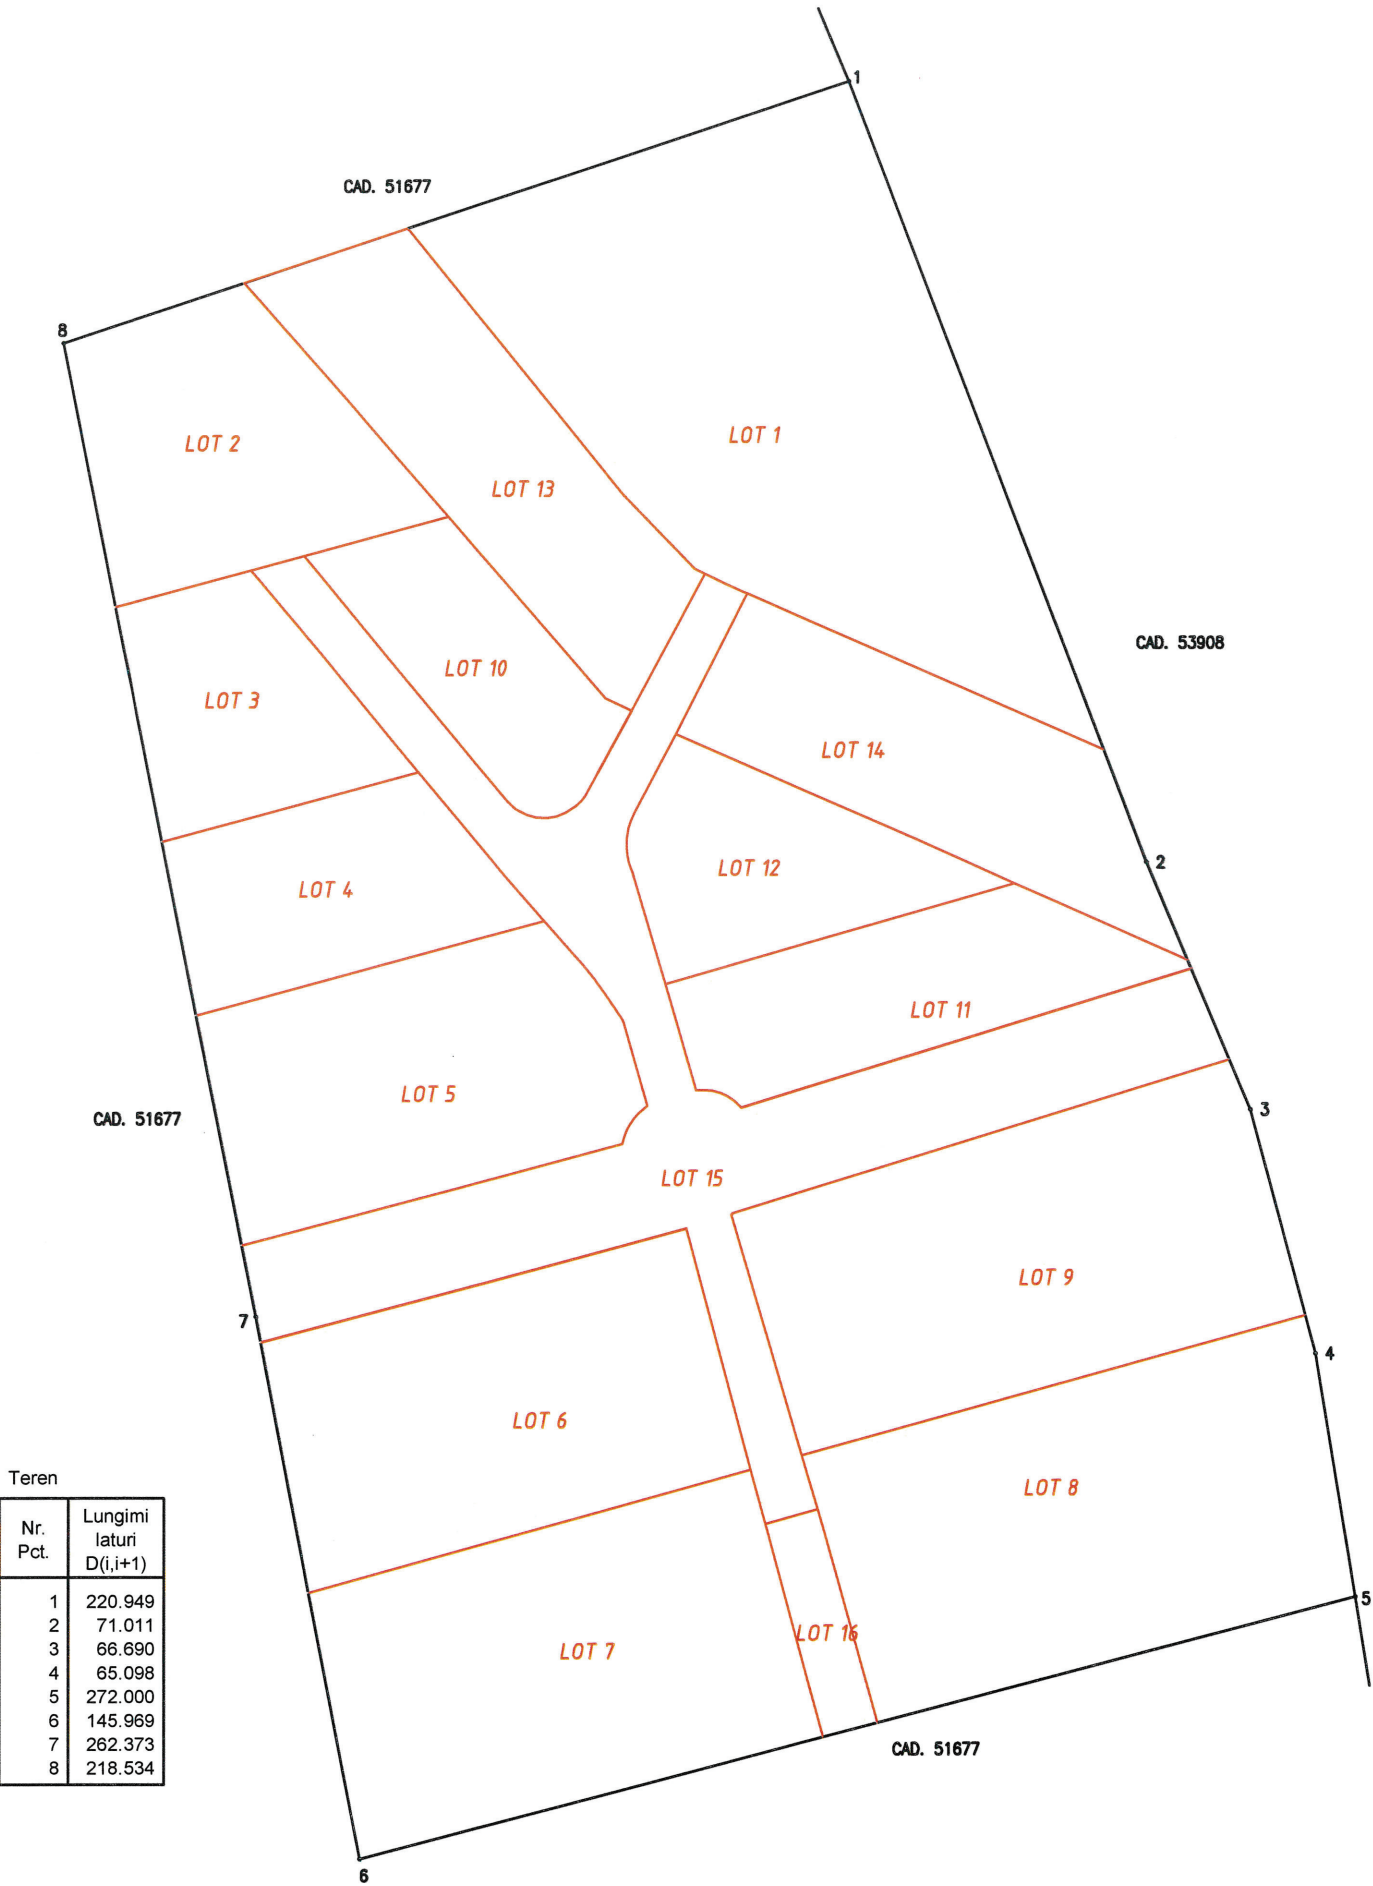 1
CAD. 51677
8
LOT 1
LOT 2
LOT 13
CAD. 53908
LOT 10
LOT 3
LOT 14
2
LOT 12
LOT 4
LOT 11
LOT 5
3
CAD. 51677
LOT 15
LOT 9
7
4
LOT 6
Teren
LOT 8
Nr. Pct. Lungimi laturi D(i,i+1)
1 220.949
2 71.011
3 66.690
4 65.098
5 272.000
6 145.969
7 262.373
8 218.534
5
LOT 16
LOT 7
CAD. 51677
6